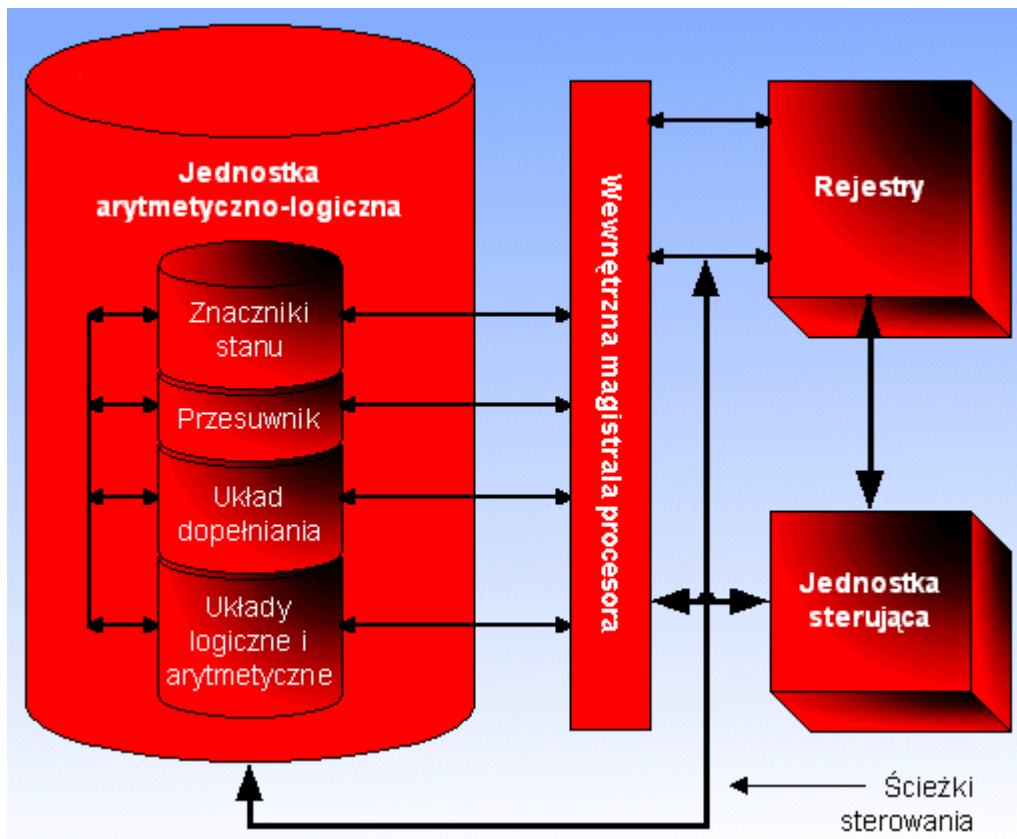 Jednostka
arytmetyczno-logiczna
Znaczniki
stanu
Przesuwnik
Układ
dopełniania
Układy
logiczne i
arytmetyczne
Wewnętrzna magistrala procesora
Rejestry
Jednostka
sterująca
Ścieżki
sterowania